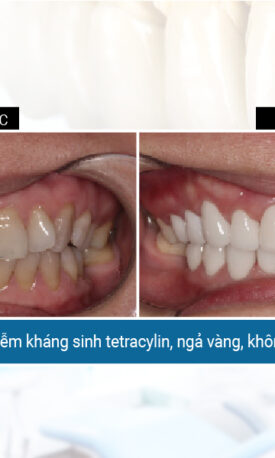 C
ễm kháng sinh tetracylin, ngả vàng, khôn